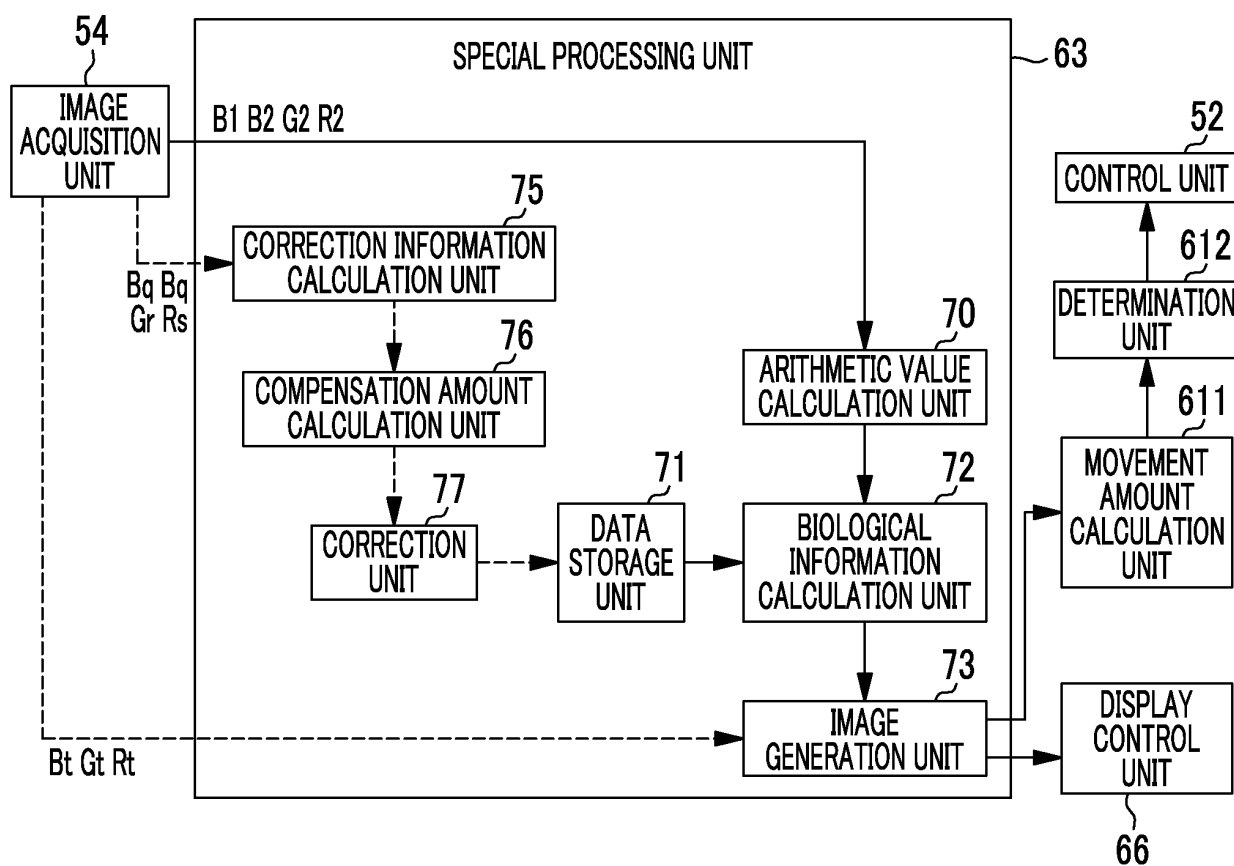 54
IMAGE
ACQUISITION
UNIT
SPECIAL PROCESSING UNIT
63
B1 B2 G2 R2
52
CONTROL UNIT
75
CORRECTION INFORMATION
CALCULATION UNIT
Bq Bq
Gr Rs
612
DETERMINATION
UNIT
76
COMPENSATION AMOUNT
CALCULATION UNIT
70
ARITHMETIC VALUE
CALCULATION UNIT
611
MOVEMENT
AMOUNT
CALCULATION
UNIT
77
CORRECTION
UNIT
71
DATA
STORAGE
UNIT
72
BIOLOGICAL
INFORMATION
CALCULATION UNIT
73
IMAGE
GENERATION UNIT
Bt Gt Rt
DISPLAY
CONTROL
UNIT
66